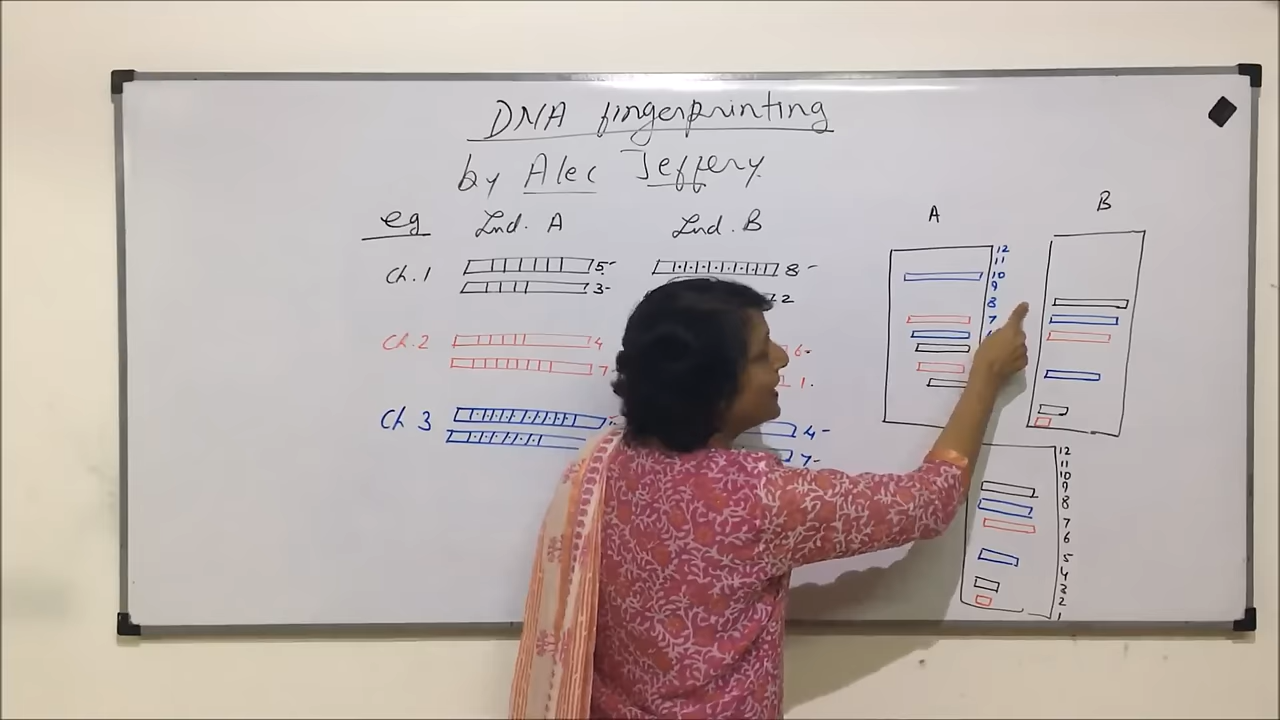 DNA fingerprinting
by Alec Jeffery
eg Ind. A Ind. B
Ch.1 5 8
3 2
Ch.2 4 6
7 1
Ch 3 4
7
A
12
11
10
9
8
7
B
12
11
10
9
8
7
6
5
4
3
2
1